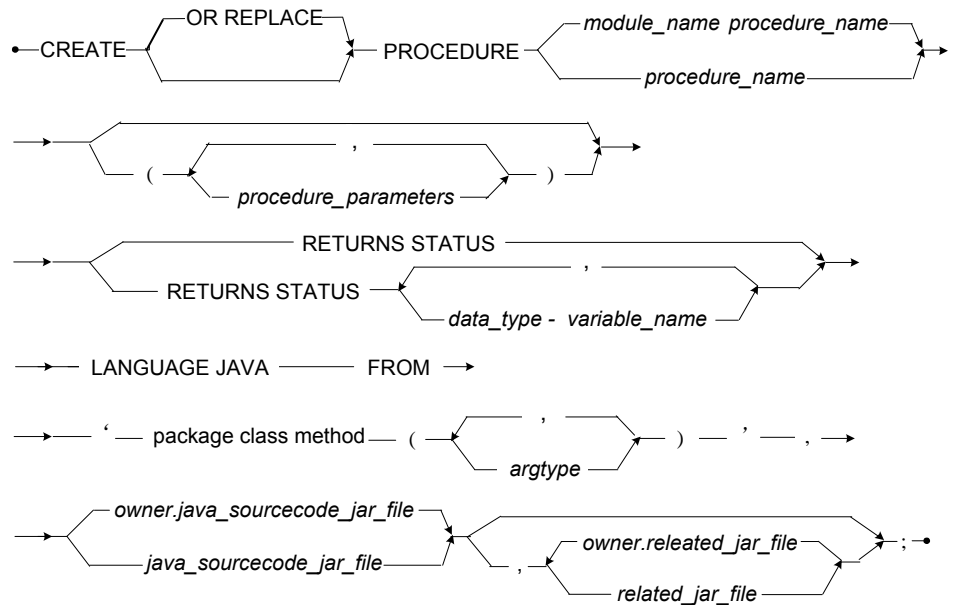 OR REPLACE module_name procedure_name
CREATE PROCEDURE
procedure_name
,
( )
procedure_parameters
RETURNS STATUS
,
RETURNS STATUS
data_type - variable_name
LANGUAGE JAVA FROM
,
‘ package class method ( ) ’ ,
argtype
owner.java_sourcecode_jar_file owner.releated_jar_file
;
java_sourcecode_jar_file , related_jar_file